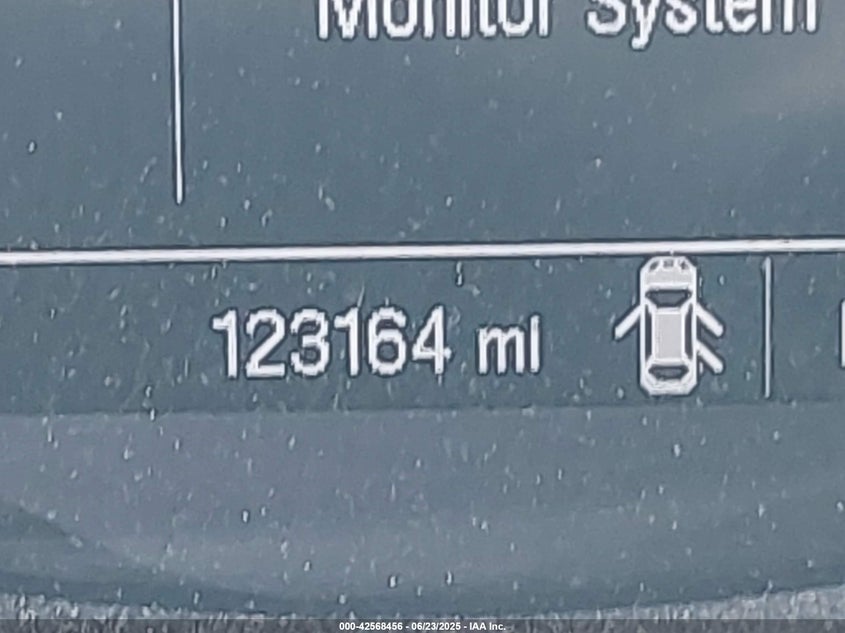 Monitor System
123164 mi
000-42568456 - 06/23/2025 - IAA Inc.